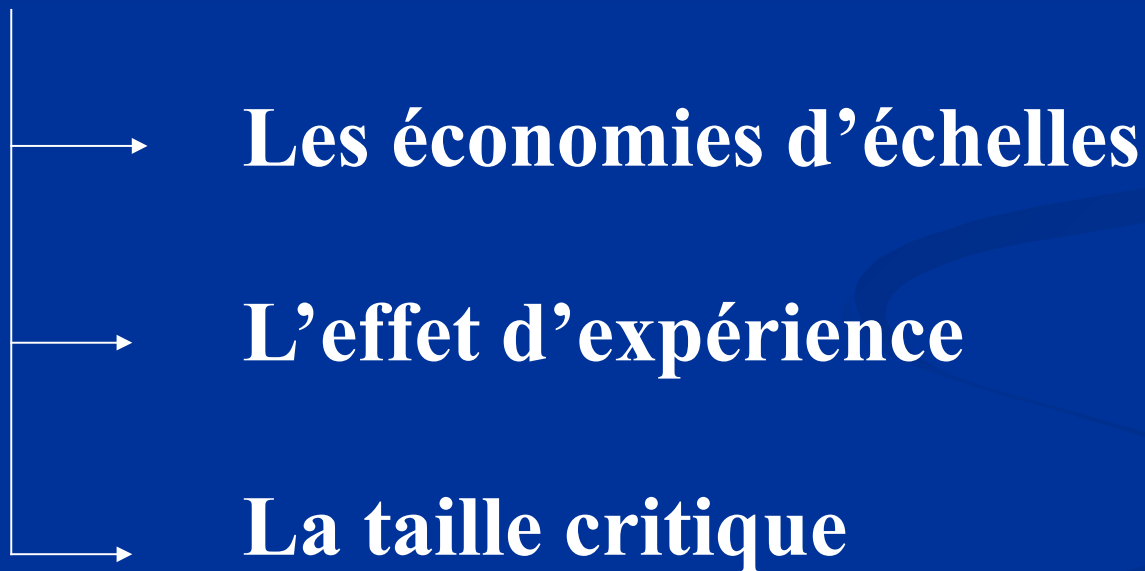 Les économies d’échelles
L’effet d’expérience
La taille critique